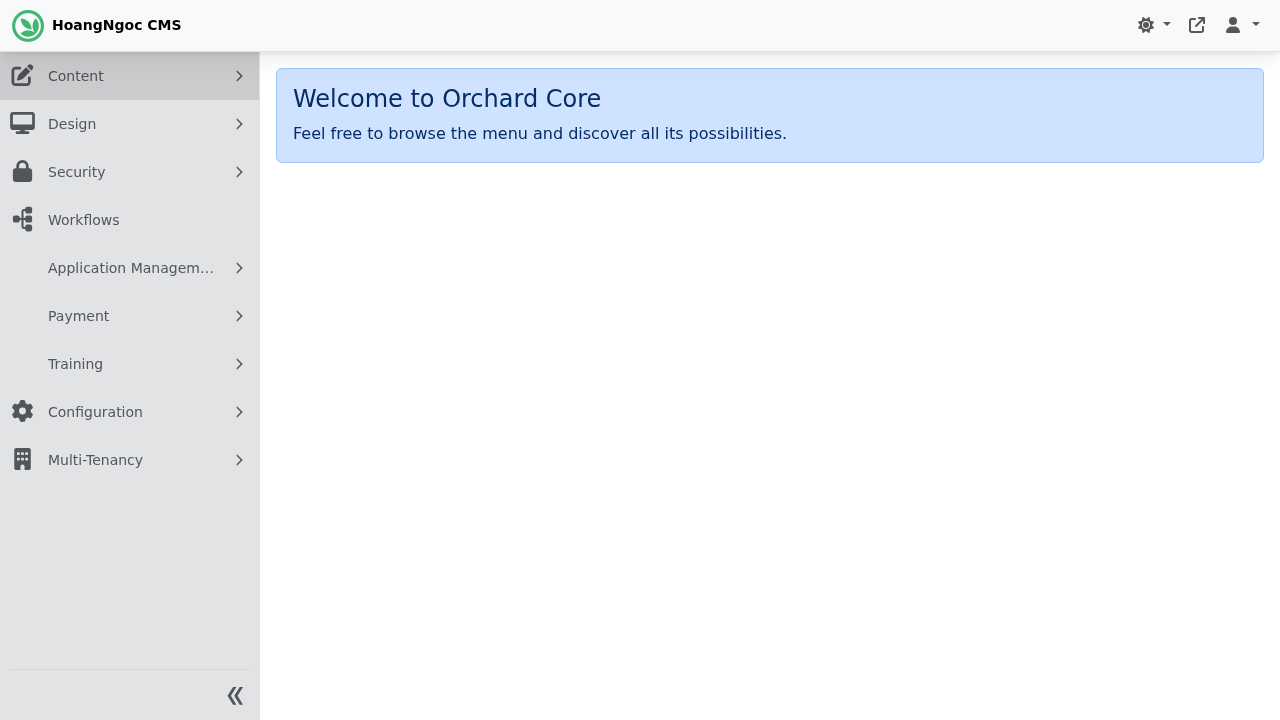 HoangNgoc CMS
Content
Design
Security
Workflows
Application Managem...
Payment
Training
Configuration
Multi-Tenancy
Welcome to Orchard Core
Feel free to browse the menu and discover all its possibilities.